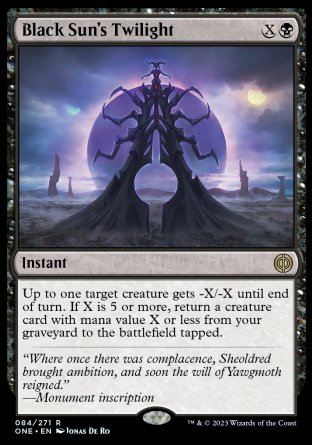 Black Sun's Twilight X
Instant
Up to one target creature gets -X/-X until end
of turn. If X is 5 or more, return a creature
card with mana value X or less from your
graveyard to the battlefield tapped.
"Where once there was complacence, Sheoldred
brought ambition, and soon the will of Yawgmoth
reigned."
—Monument inscription
084/271 R
ONE • EN Jonas De Ro
™ & © 2023 Wizards of the Coast